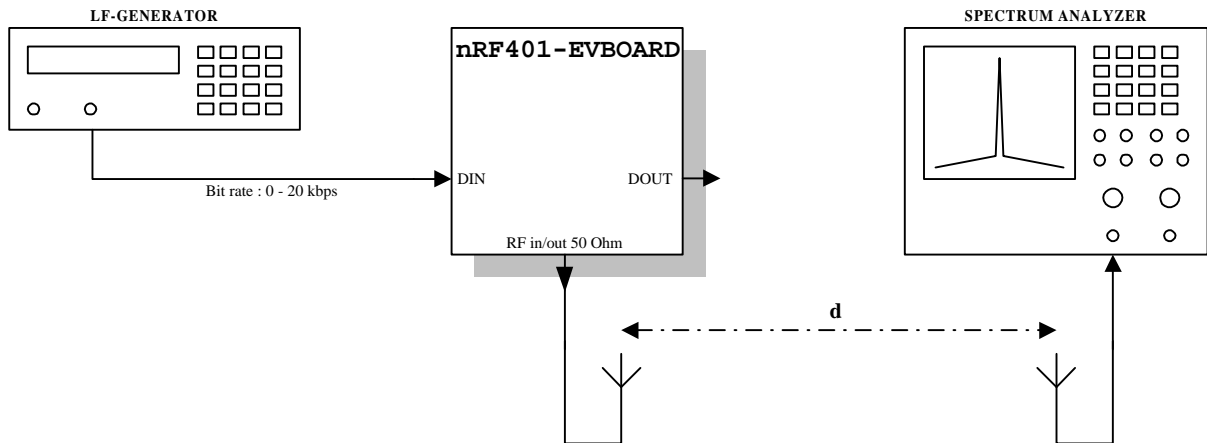 LF-GENERATOR
SPECTRUM ANALYZER
nRF401-EVBOARD
DIN
DOUT
Bit rate : 0 - 20 kbps
RF in/out 50 Ohm
d